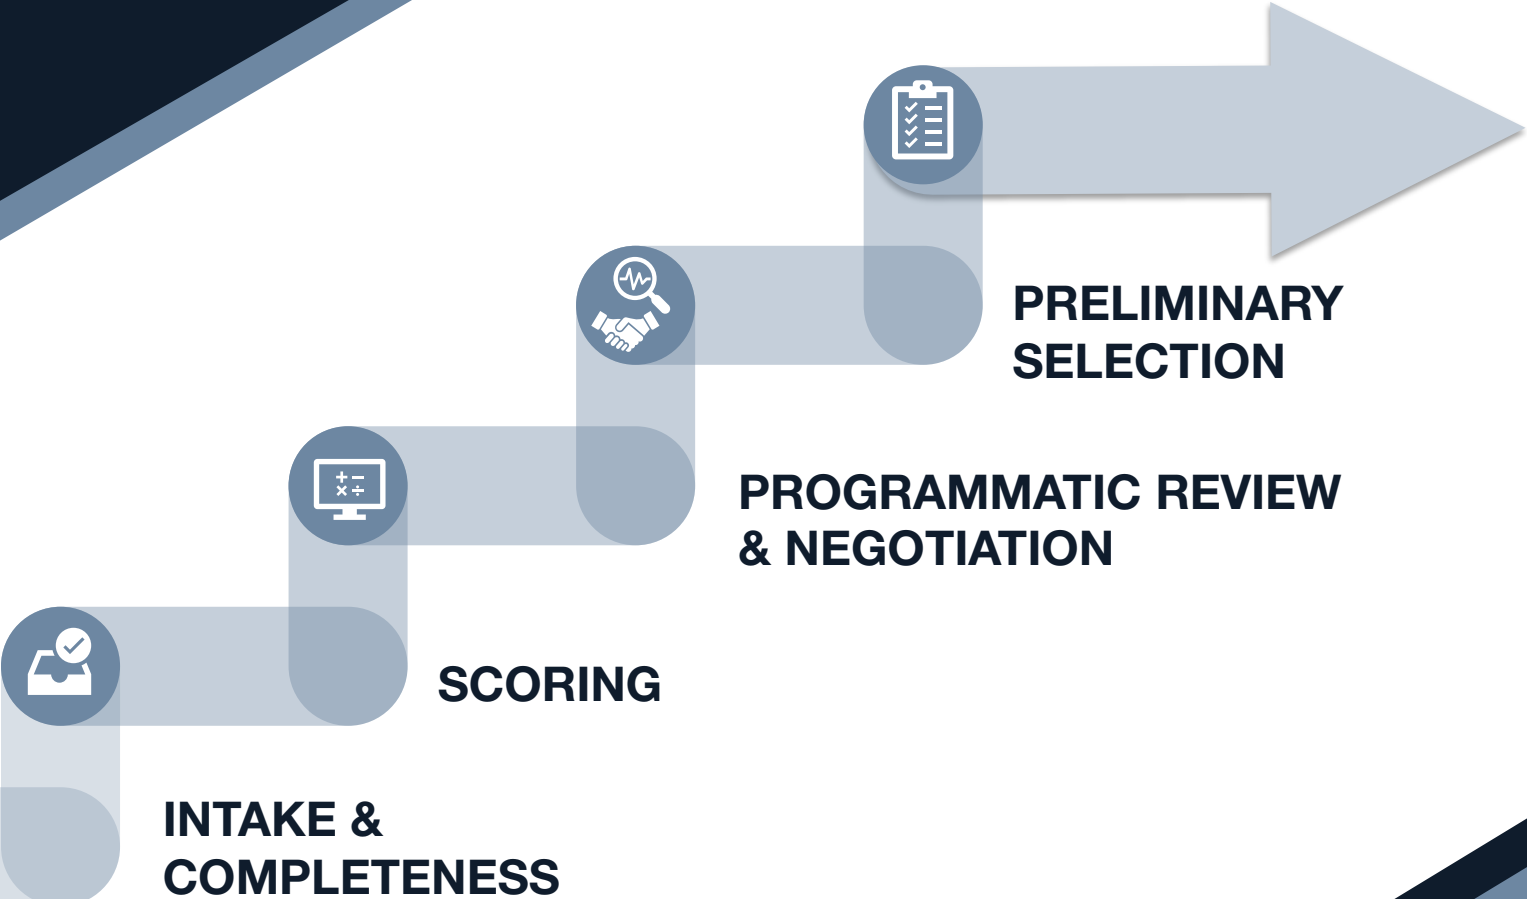 PRELIMINARY
SELECTION
PROGRAMMATIC REVIEW
& NEGOTIATION
SCORING
INTAKE &
COMPLETENESS